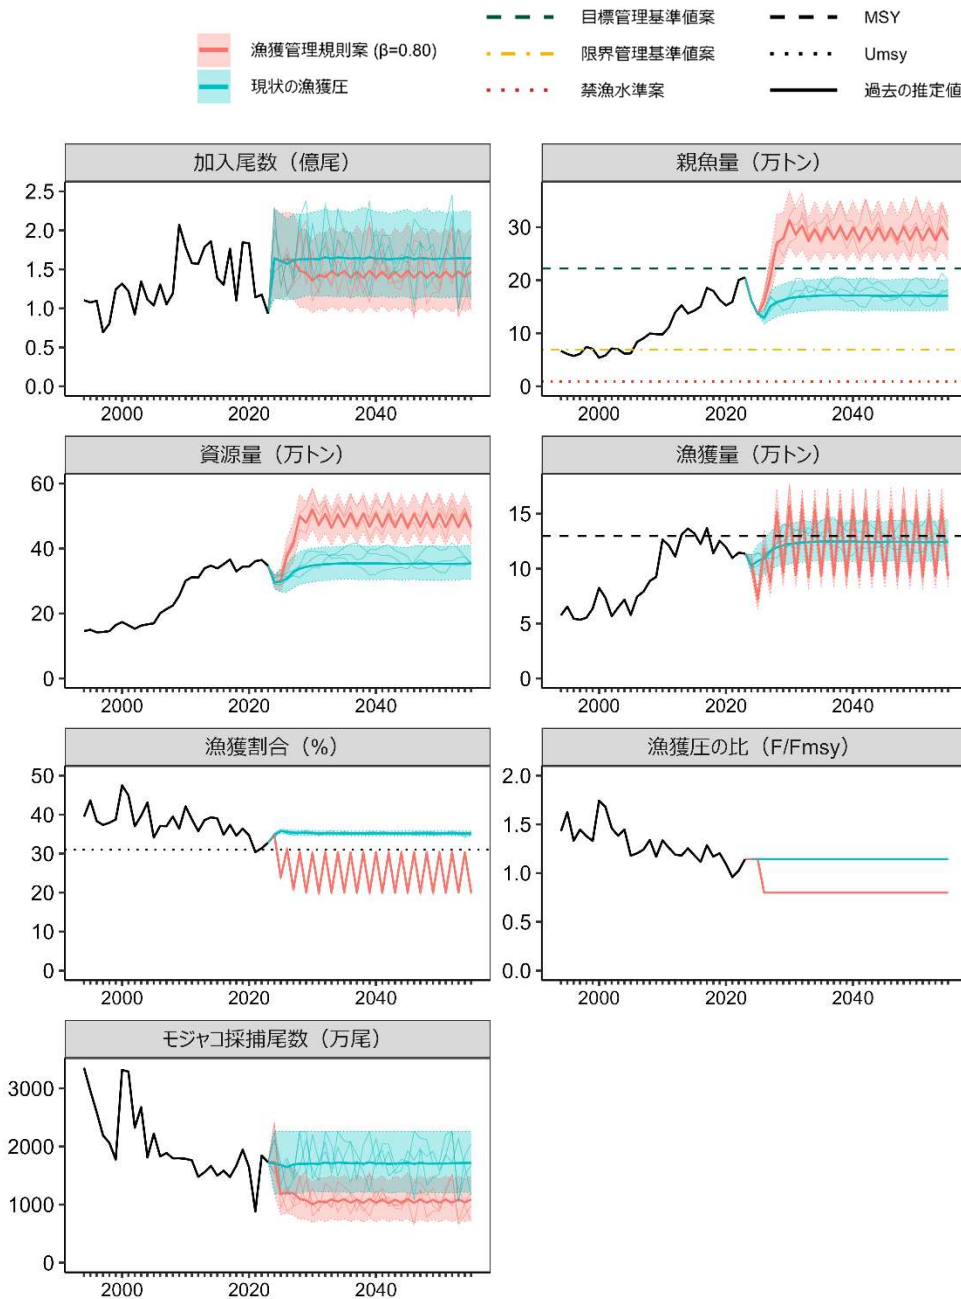 漁獲管理規則案 (β=0.80)
現状の漁獲圧
目標管理基準値案
限界管理基準値案
禁漁水準案
MSY
Umsy
過去の推定値
加入尾数（億尾）
2.5
2.0
1.5
1.0
0.5
0.0
2000 2020 2040
親魚量（万トン）
30
20
10
0
2000 2020 2040
資源量（万トン）
60
40
20
0
2000 2020 2040
漁獲量（万トン）
15
10
5
0
2000 2020 2040
漁獲割合（%）
50
40
30
20
10
0
2000 2020 2040
漁獲圧の比（F/Fmsy）
2.0
1.5
1.0
0.5
0.0
2000 2020 2040
モジャコ採捕尾数（万尾）
3000
2000
1000
0
2000 2020 2040